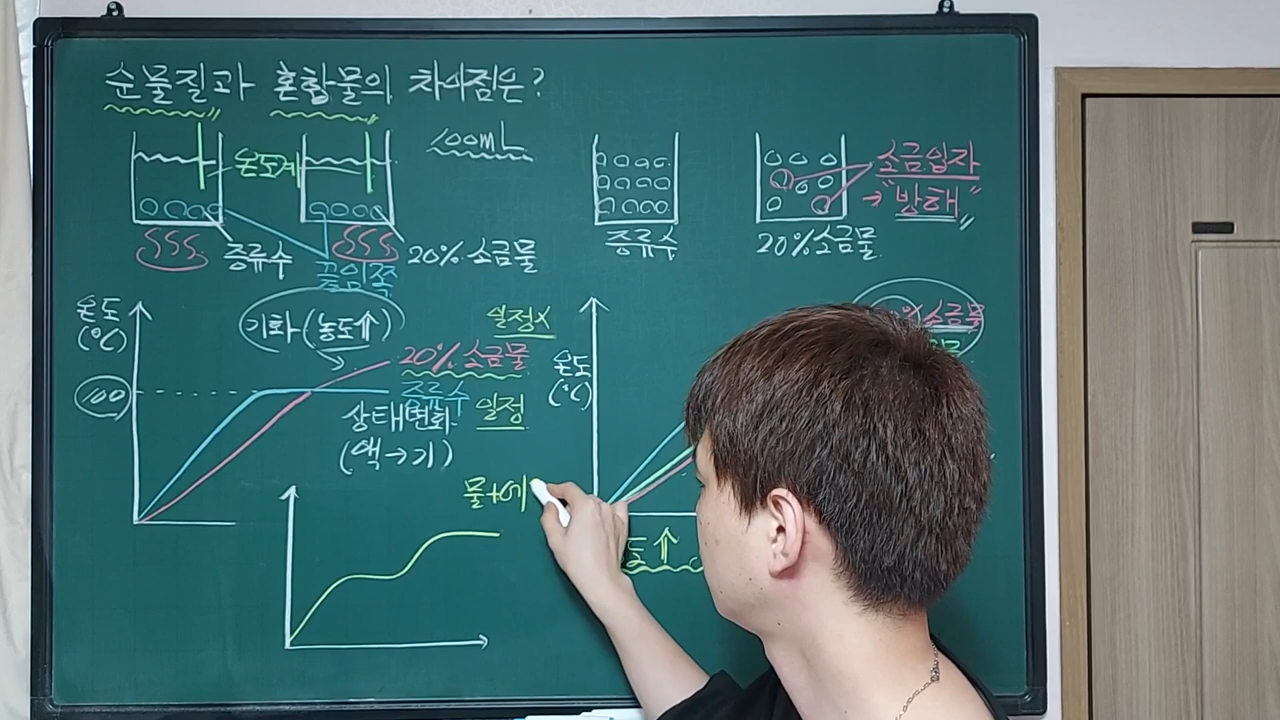 순물질과 혼합물의 차이점은?
온도계
100mL
증류수
끓임쪽
20% 소금물
증류수
20% 소금물
소금입자
→ "방해"
온도
(℃)
100
기화(농도↑)
일정x
20% 소금물
증류수
일정
상태변화
(액→기)
온도
(℃)
%소금물
물+에
도↑